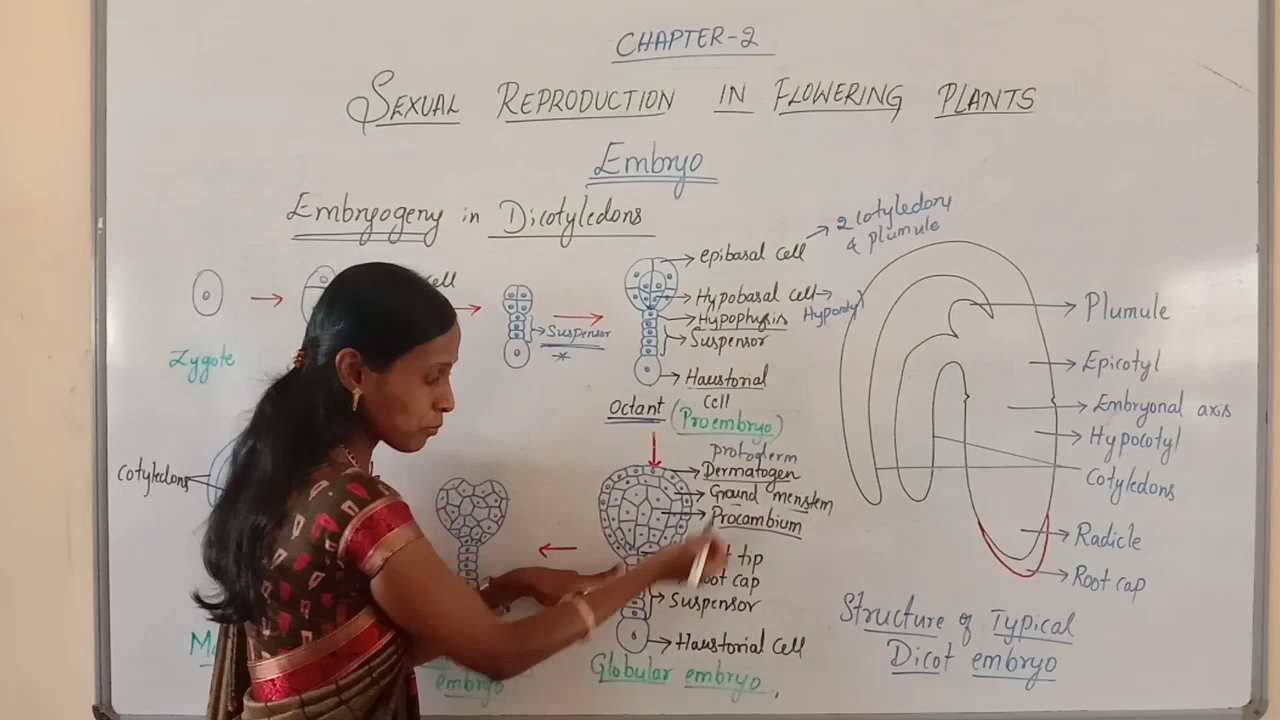 CHAPTER-2
SEXUAL REPRODUCTION IN FLOWERING PLANTS
Embryo
Embryogeny in Dicotyledons
Zygote
cell
Suspensor
epibasal cell
2 cotyledons
& plumule
Hypobasal cell
Hypocotyl
Hypophysis
Suspensor
Haustorial
cell
Octant (Proembryo)
protoderm
Dermatogen
Ground meristem
Procambium
tip
Root cap
Suspensor
Haustorial Cell
Globular embryo
embryo
Cotyledons
Plumule
Epicotyl
Embryonal axis
Hypocotyl
Cotyledons
Radicle
Root cap
Structure of Typical
Dicot embryo